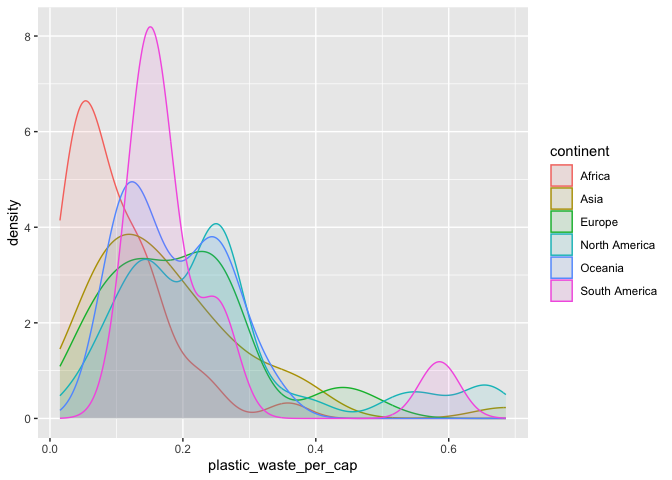 8
6
4
2
0
density
0.0
0.2
0.4
0.6
plastic_waste_per_cap
continent
Africa
Asia
Europe
North America
Oceania
South America